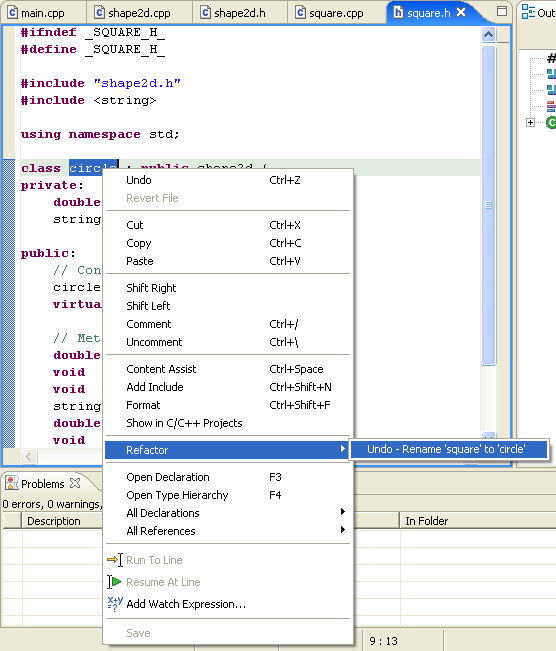 main.cpp shape2d.cpp shape2d.h square.cpp square.h Out
#ifndef _SQUARE_H_
#define _SQUARE_H_
#include "shape2d.h"
#include <string>
using namespace std;
class circle : public shape2d {
private:
double
string
public:
// Con
circle
virtua
// Met
double
void
void
string
double
void
Undo Ctrl+Z
Revert File
Cut Ctrl+X
Copy Ctrl+C
Paste Ctrl+V
Shift Right
Shift Left
Comment Ctrl+/
Uncomment Ctrl+\
Content Assist Ctrl+Space
Add Include Ctrl+Shift+N
Format Ctrl+Shift+F
Show in C/C++ Projects
Refactor
Undo - Rename 'square' to 'circle'
Open Declaration F3
Open Type Hierarchy F4
All Declarations
All References
Run To Line
Resume At Line
Add Watch Expression...
Save
Problems
0 errors, 0 warnings,
Description In Folder
9 : 13